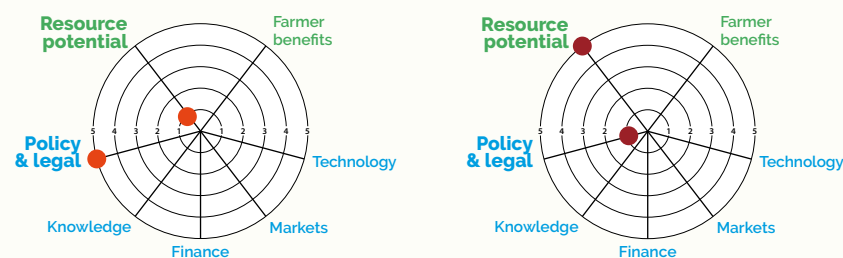 Resource
potential
Farmer
benefits
5 4 3 2 1 1 2 3 4 5
Policy
& legal
Technology
Knowledge
Markets
Finance
Resource
potential
Farmer
benefits
5 4 3 2 1 2 3 4 5
Policy
& legal
Technology
Knowledge
Markets
Finance